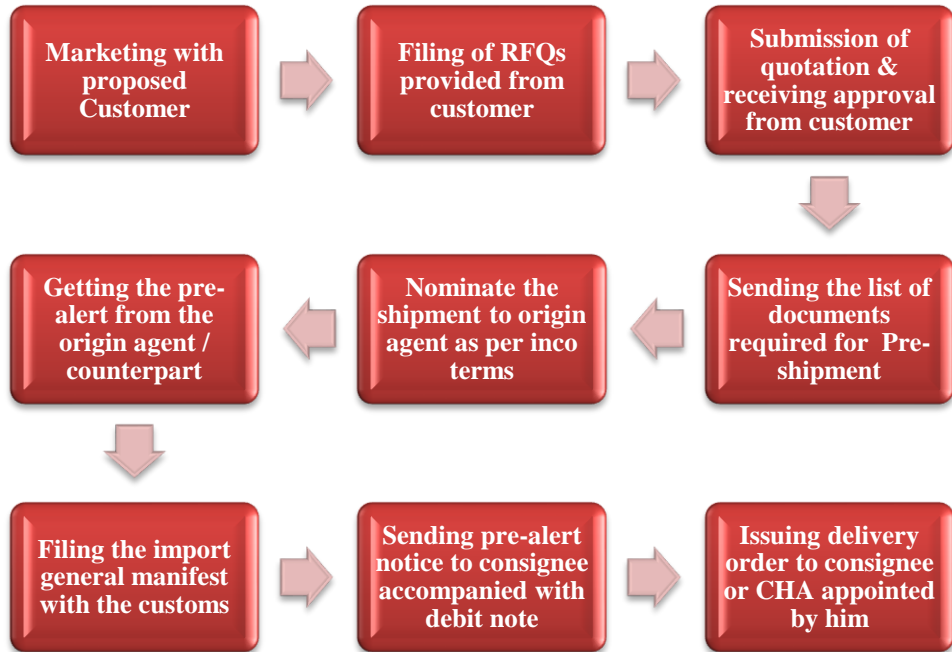 Marketing with
proposed
Customer
Filing of RFQs
provided from
customer
Submission of
quotation &
receiving approval
from customer
Sending the list of
documents
required for Pre-
shipment
Nominate the
shipment to origin
agent as per inco
terms
Getting the pre-
alert from the
origin agent /
counterpart
Filing the import
general manifest
with the customs
Sending pre-alert
notice to consignee
accompanied with
debit note
Issuing delivery
order to consignee
or CHA appointed
by him